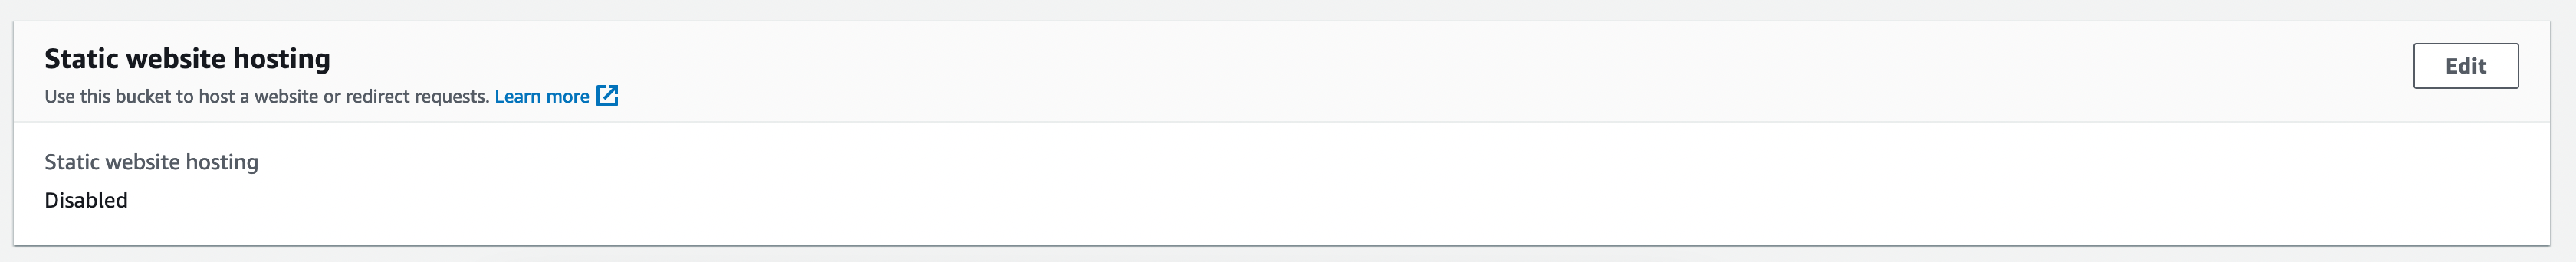 Static website hosting
Edit
Use this bucket to host a website or redirect requests. Learn more
Static website hosting
Disabled